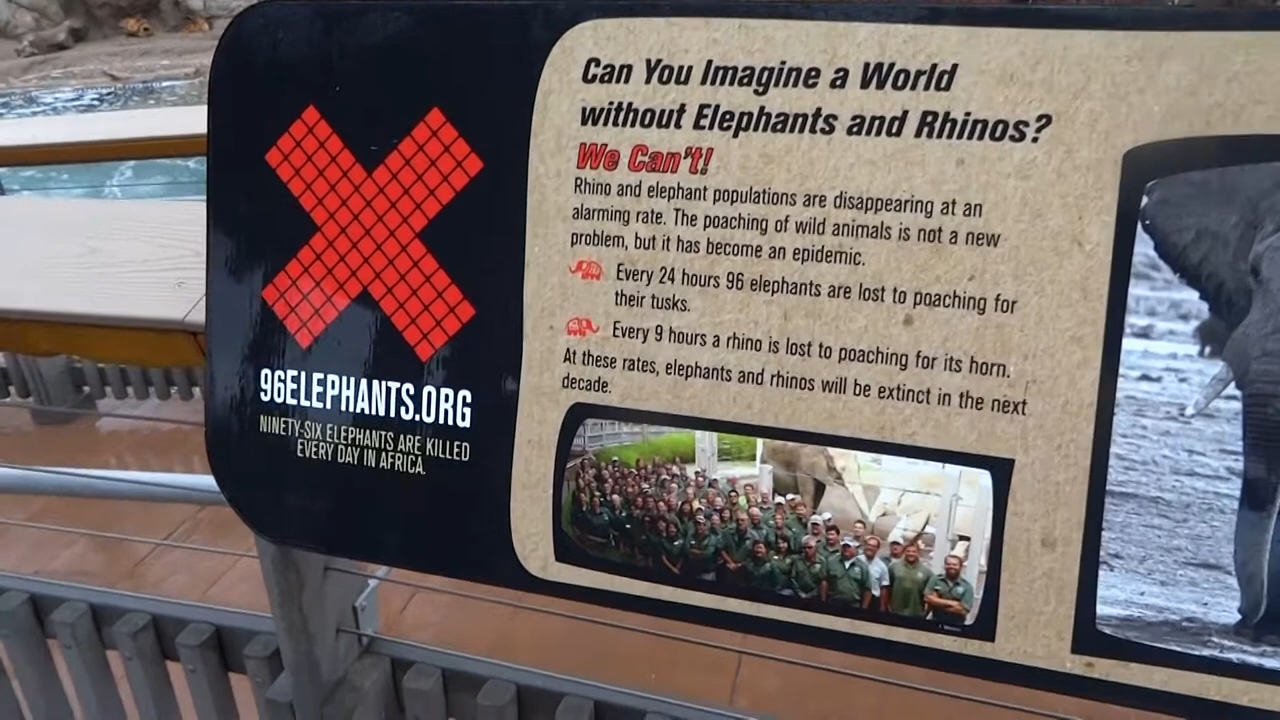 96ELEPHANTS.ORG
NINETY-SIX ELEPHANTS ARE KILLED
EVERY DAY IN AFRICA.
Can You Imagine a World
without Elephants and Rhinos?
We Can't!
Rhino and elephant populations are disappearing at an
alarming rate. The poaching of wild animals is not a new
problem, but it has become an epidemic.
Every 24 hours 96 elephants are lost to poaching for
their tusks.
Every 9 hours a rhino is lost to poaching for its horn.
At these rates, elephants and rhinos will be extinct in the next
decade.